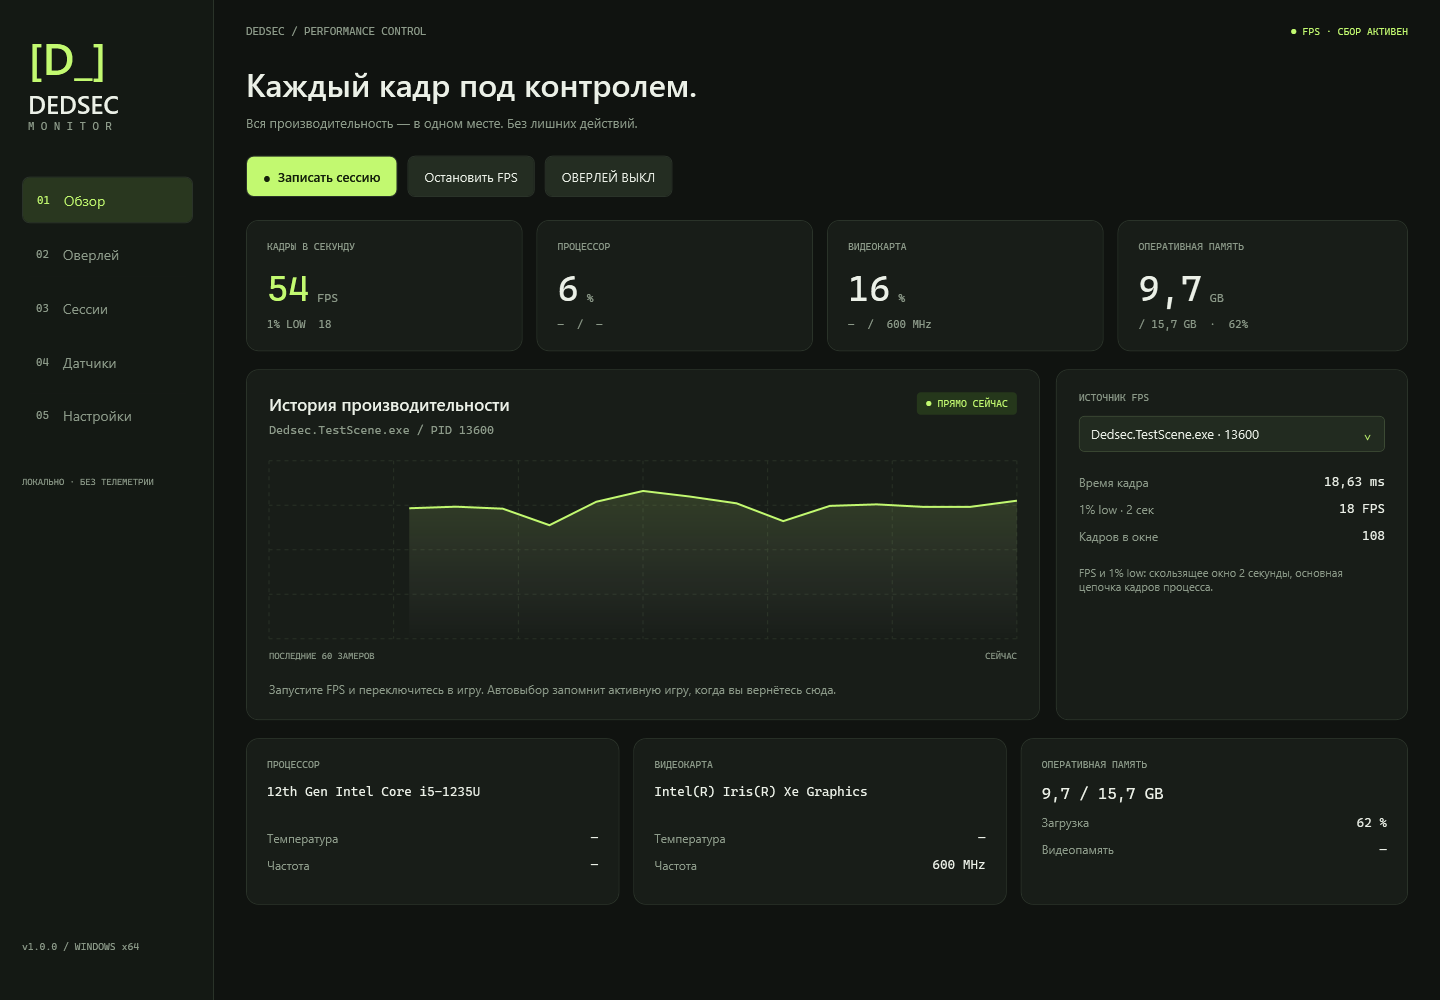 [D_]
DEDSEC
MONITOR
01 Обзор
02 Оверлей
03 Сессии
04 Датчики
05 Настройки
ЛОКАЛЬНО · БЕЗ ТЕЛЕМЕТРИИ
v1.0.0 / WINDOWS x64
DEDSEC / PERFORMANCE CONTROL
● FPS · СБОР АКТИВЕН
Каждый кадр под контролем.
Вся производительность — в одном месте. Без лишних действий.
● Записать сессию
Остановить FPS
ОВЕРЛЕЙ ВЫКЛ
КАДРЫ В СЕКУНДУ
54 FPS
1% LOW 18
ПРОЦЕССОР
6 %
— / —
ВИДЕОКАРТА
16 %
— / 600 MHz
ОПЕРАТИВНАЯ ПАМЯТЬ
9,7 GB
/ 15,7 GB · 62%
История производительности
● ПРЯМО СЕЙЧАС
Dedsec.TestScene.exe / PID 13600
ПОСЛЕДНИЕ 60 ЗАМЕРОВ
СЕЙЧАС
Запустите FPS и переключитесь в игру. Автовыбор запомнит активную игру, когда вы вернётесь сюда.
ИСТОЧНИК FPS
Dedsec.TestScene.exe · 13600
Время кадра 18,63 ms
1% low · 2 сек 18 FPS
Кадров в окне 108
FPS и 1% low: скользящее окно 2 секунды, основная
цепочка кадров процесса.
ПРОЦЕССОР
12th Gen Intel Core i5-1235U
Температура —
Частота —
ВИДЕОКАРТА
Intel(R) Iris(R) Xe Graphics
Температура —
Частота 600 MHz
ОПЕРАТИВНАЯ ПАМЯТЬ
9,7 / 15,7 GB
Загрузка 62 %
Видеопамять —